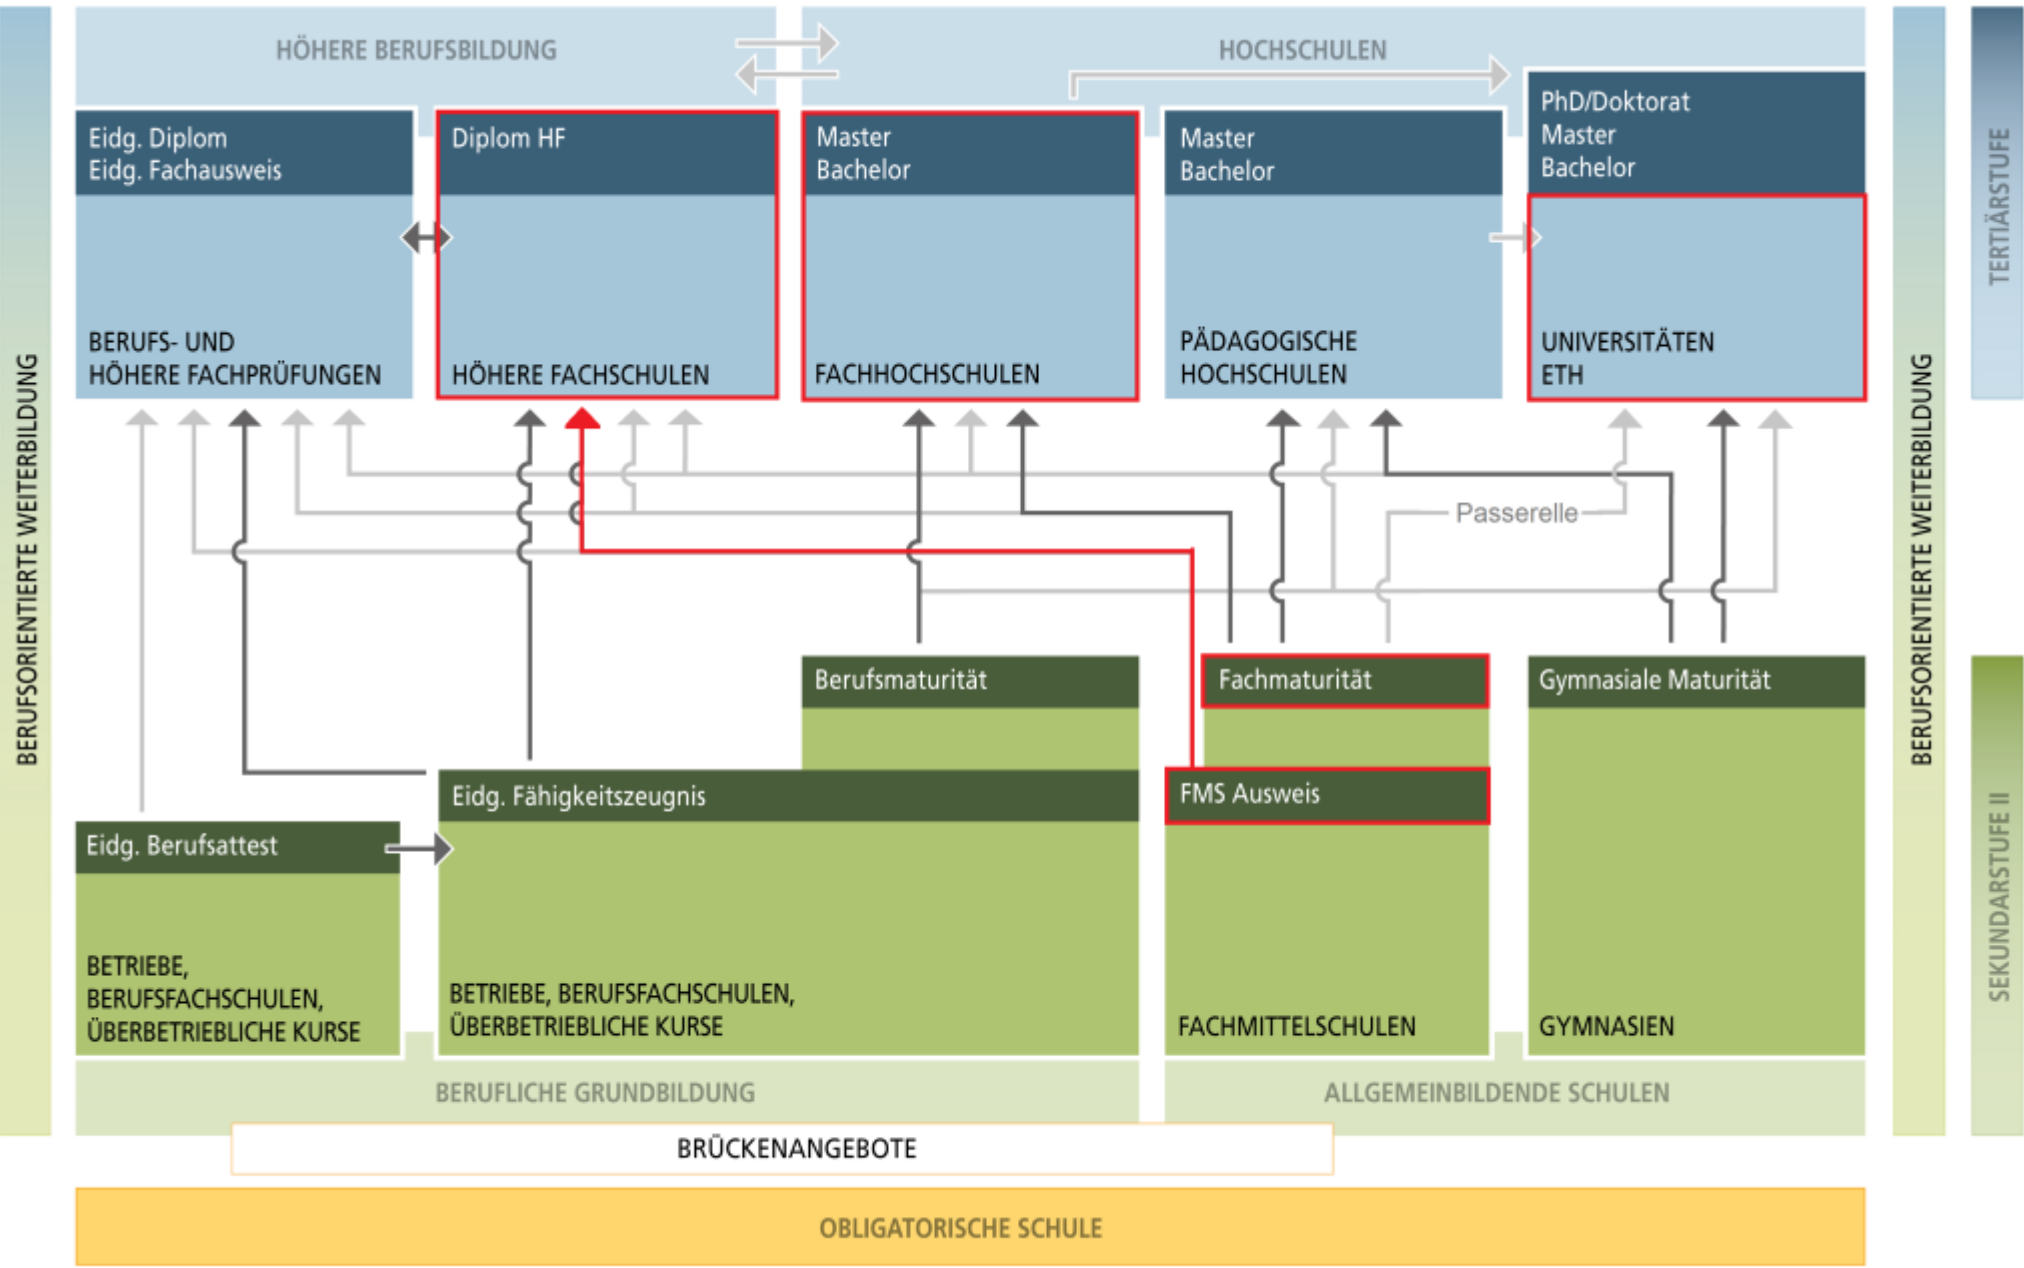 HÖHERE BERUFSBILDUNG
HOCHSCHULEN
Eidg. Diplom
Eidg. Fachausweis
BERUFS- UND
HÖHERE FACHPRÜFUNGEN
Diplom HF
HÖHERE FACHSCHULEN
Master
Bachelor
FACHHOCHSCHULEN
Master
Bachelor
PÄDAGOGISCHE
HOCHSCHULEN
PhD/Doktorat
Master
Bachelor
UNIVERSITÄTEN
ETH
TERTIÄRSTUFE
BERUFSORIENTIERTE WEITERBILDUNG
BERUFSORIENTIERTE WEITERBILDUNG
Passerelle
Berufsmaturität
Fachmaturität
Gymnasiale Maturität
Eidg. Fähigkeitszeugnis
FMS Ausweis
Eidg. Berufsattest
BETRIEBE,
BERUFSFACHSCHULEN,
ÜBERBETRIEBLICHE KURSE
BETRIEBE, BERUFSFACHSCHULEN,
ÜBERBETRIEBLICHE KURSE
FACHMITTELSCHULEN
GYMNASIEN
SEKUNDARSTUFE II
BERUFLICHE GRUNDBILDUNG
ALLGEMEINBILDENDE SCHULEN
BRÜCKENANGEBOTE
OBLIGATORISCHE SCHULE